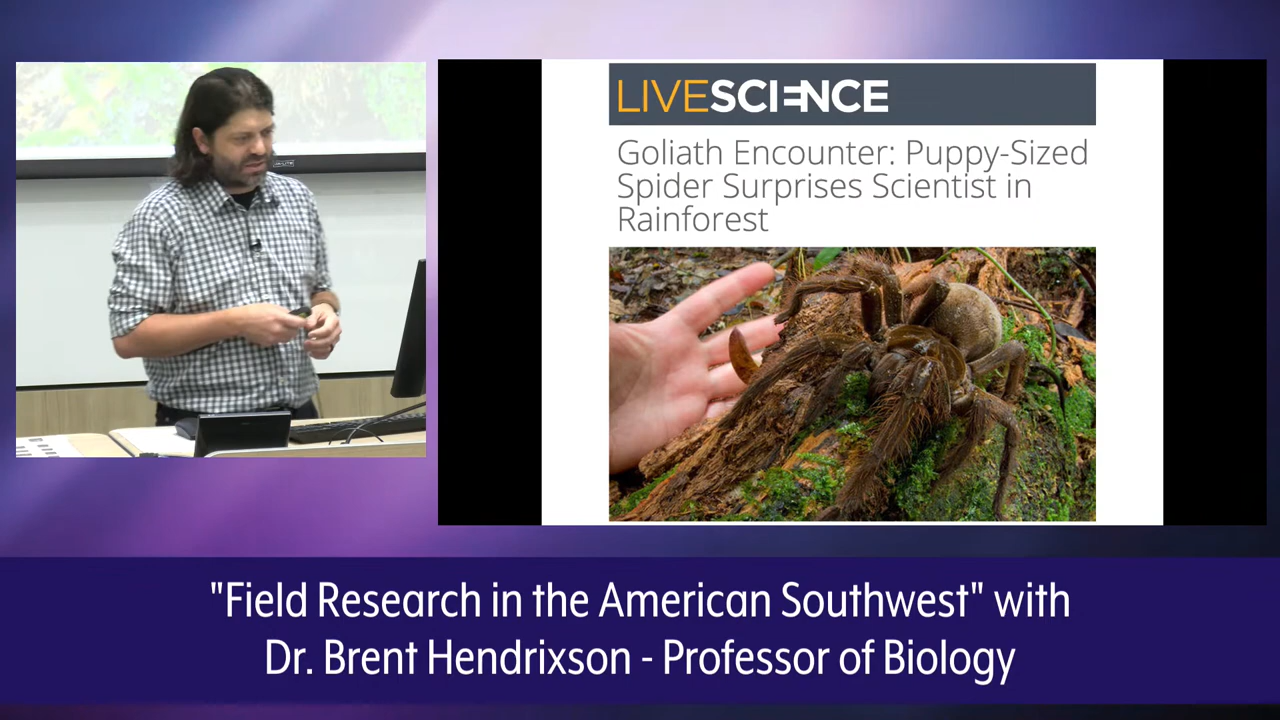 LIVESCIENCE
Goliath Encounter: Puppy-Sized
Spider Surprises Scientist in
Rainforest
"Field Research in the American Southwest" with
Dr. Brent Hendrixson - Professor of Biology